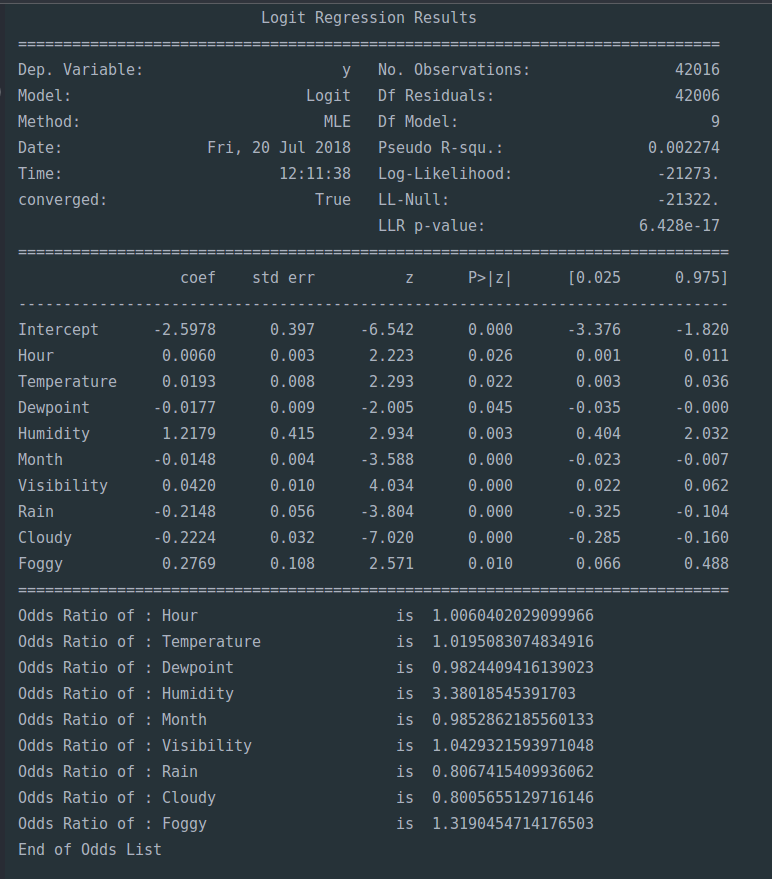 Logit Regression Results
==============================================================================
Dep. Variable: y No. Observations: 42016
Model: Logit Df Residuals: 42006
Method: MLE Df Model: 9
Date: Fri, 20 Jul 2018 Pseudo R-squ.: 0.002274
Time: 12:11:38 Log-Likelihood: -21273.
converged: True LL-Null: -21322.
LLR p-value: 6.428e-17
===============================================================================
coef std err z P>|z| [0.025 0.975]
-------------------------------------------------------------------------------
Intercept -2.5978 0.397 -6.542 0.000 -3.376 -1.820
Hour 0.0060 0.003 2.223 0.026 0.001 0.011
Temperature 0.0193 0.008 2.293 0.022 0.003 0.036
Dewpoint -0.0177 0.009 -2.005 0.045 -0.035 -0.000
Humidity 1.2179 0.415 2.934 0.003 0.404 2.032
Month -0.0148 0.004 -3.588 0.000 -0.023 -0.007
Visibility 0.0420 0.010 4.034 0.000 0.022 0.062
Rain -0.2148 0.056 -3.804 0.000 -0.325 -0.104
Cloudy -0.2224 0.032 -7.020 0.000 -0.285 -0.160
Foggy 0.2769 0.108 2.571 0.010 0.066 0.488
===============================================================================
Odds Ratio of : Hour is 1.0060402029099966
Odds Ratio of : Temperature is 1.0195083074834916
Odds Ratio of : Dewpoint is 0.9824409416139023
Odds Ratio of : Humidity is 3.38018545391703
Odds Ratio of : Month is 0.9852862185560133
Odds Ratio of : Visibility is 1.0429321593971048
Odds Ratio of : Rain is 0.8067415409936062
Odds Ratio of : Cloudy is 0.8005655129716146
Odds Ratio of : Foggy is 1.3190454714176503
End of Odds List